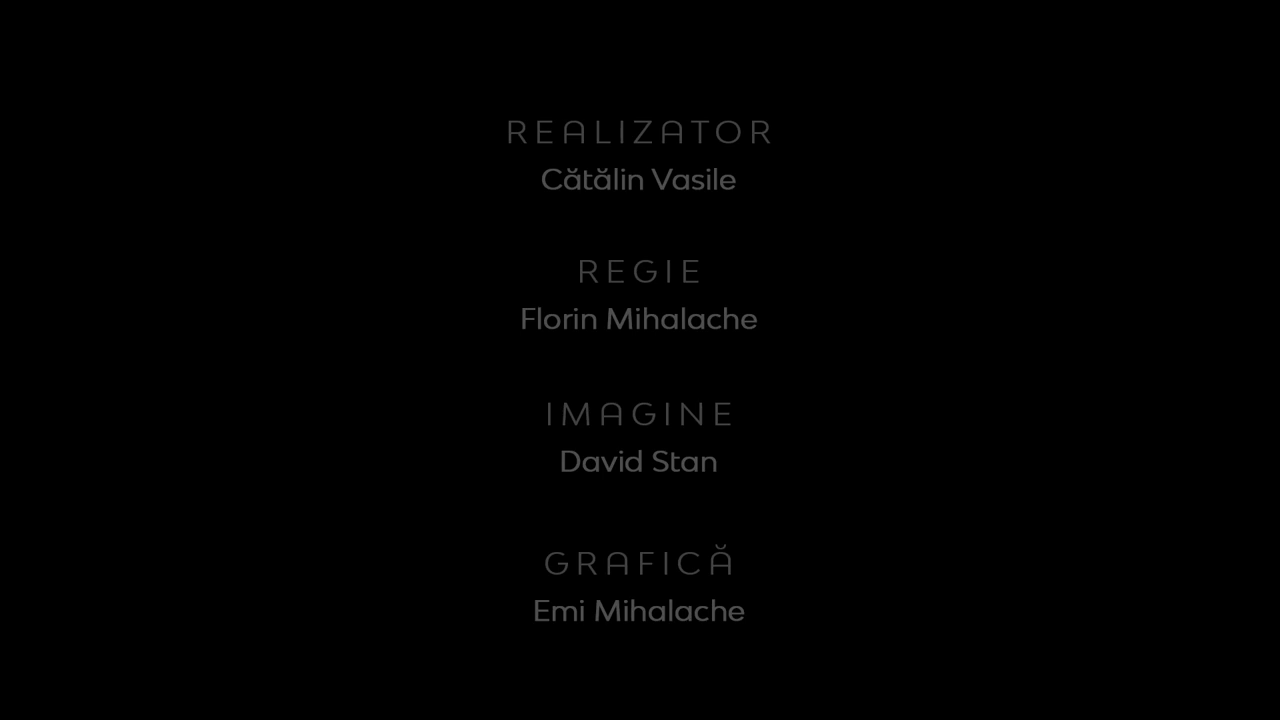 REALIZATOR
Cătălin Vasile
REGIE
Florin Mihalache
IMAGINE
David Stan
GRAFICĂ
Emi Mihalache